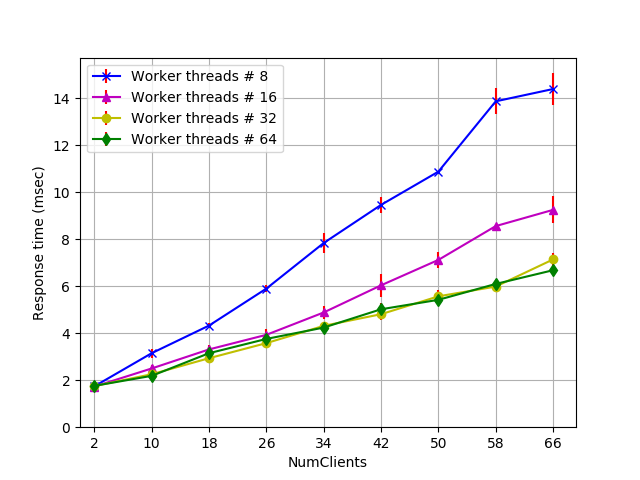 Worker threads # 8
Worker threads # 16
Worker threads # 32
Worker threads # 64
Response time (msec)
14
12
10
8
6
4
2
0
2 10 18 26 34 42 50 58 66
NumClients